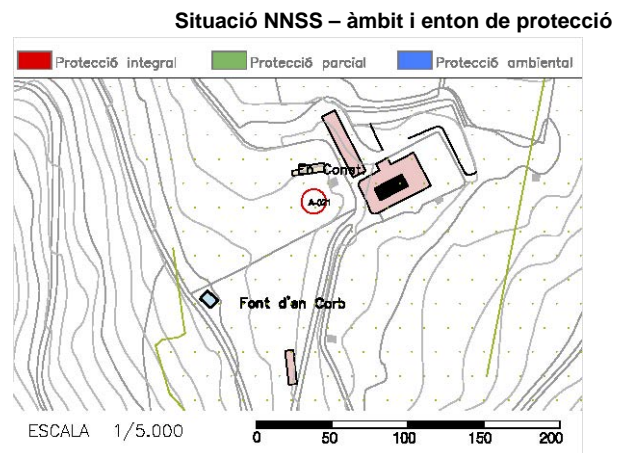 Situació NNSS – àmbit i enton de protecció
Protecció integral Protecció parcial Protecció ambiental
En Const
A-021
Font d'en Corb
ESCALA 1/5.000
0 50 100 150 200